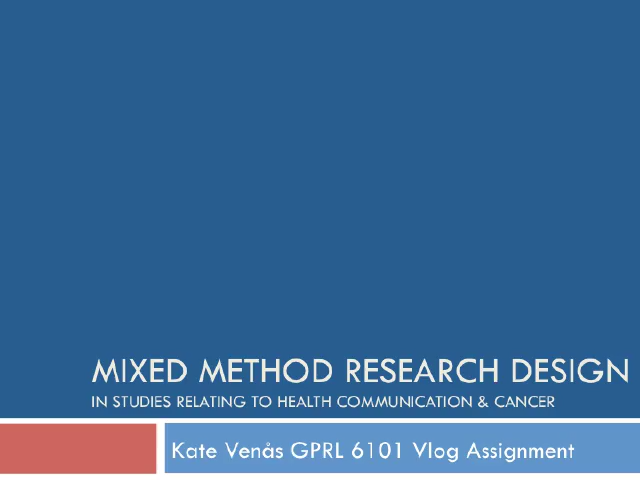 MIXED METHOD RESEARCH DESIGN
IN STUDIES RELATING TO HEALTH COMMUNICATION & CANCER
Kate Venås GPRL 6101 Vlog Assignment